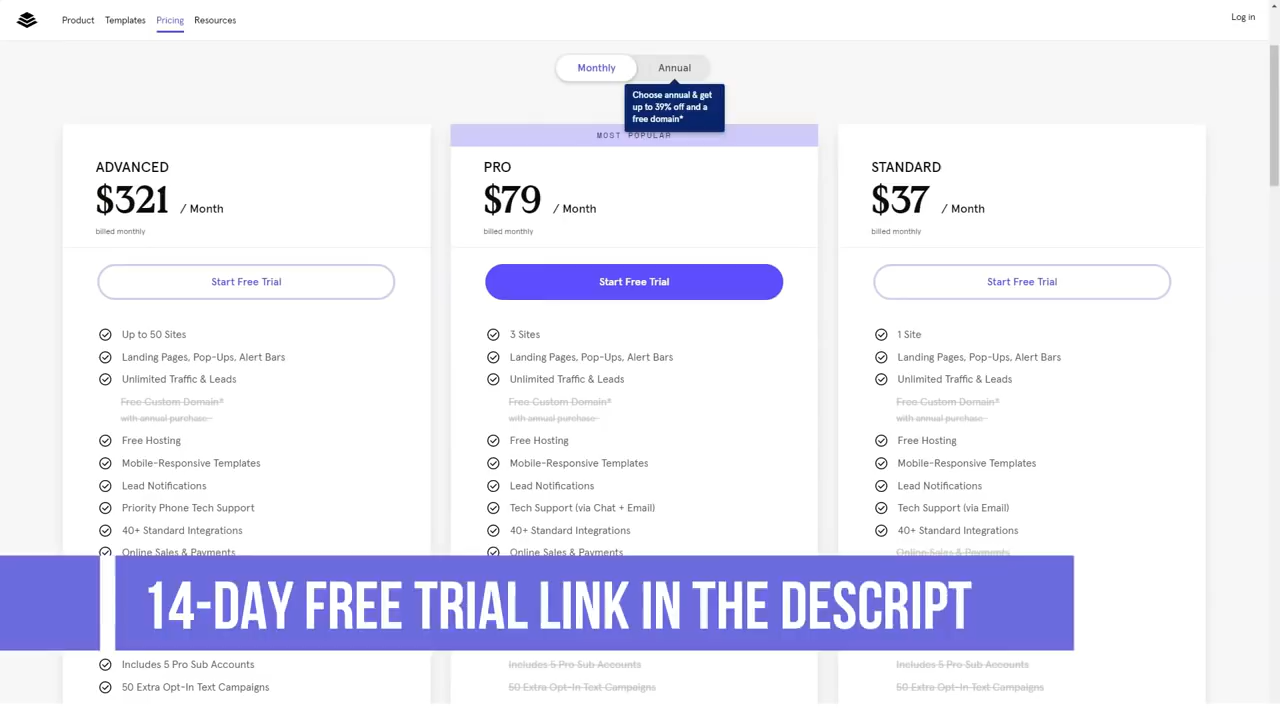 Product Templates Pricing Resources
Log in
Monthly Annual
Choose annual & get
up to 39% off and a
free domain*
MOST POPULAR
ADVANCED
$321 / Month
billed monthly
Start Free Trial
Up to 50 Sites
Landing Pages, Pop-Ups, Alert Bars
Unlimited Traffic & Leads
Free Custom Domain*
with annual purchase
Free Hosting
Mobile-Responsive Templates
Lead Notifications
Priority Phone Tech Support
40+ Standard Integrations
Online Sales & Payments
Includes 5 Pro Sub Accounts
50 Extra Opt-In Text Campaigns
PRO
$79 / Month
billed monthly
Start Free Trial
3 Sites
Landing Pages, Pop-Ups, Alert Bars
Unlimited Traffic & Leads
Free Custom Domain*
with annual purchase
Free Hosting
Mobile-Responsive Templates
Lead Notifications
Tech Support (via Chat + Email)
40+ Standard Integrations
Online Sales & Payments
Includes 5 Pro Sub Accounts
50 Extra Opt-In Text Campaigns
STANDARD
$37 / Month
billed monthly
Start Free Trial
1 Site
Landing Pages, Pop-Ups, Alert Bars
Unlimited Traffic & Leads
Free Custom Domain*
with annual purchase
Free Hosting
Mobile-Responsive Templates
Lead Notifications
Tech Support (via Email)
40+ Standard Integrations
Online Sales & Payments
Includes 5 Pro Sub Accounts
50 Extra Opt-In Text Campaigns
14-DAY FREE TRIAL LINK IN THE DESCRIPT